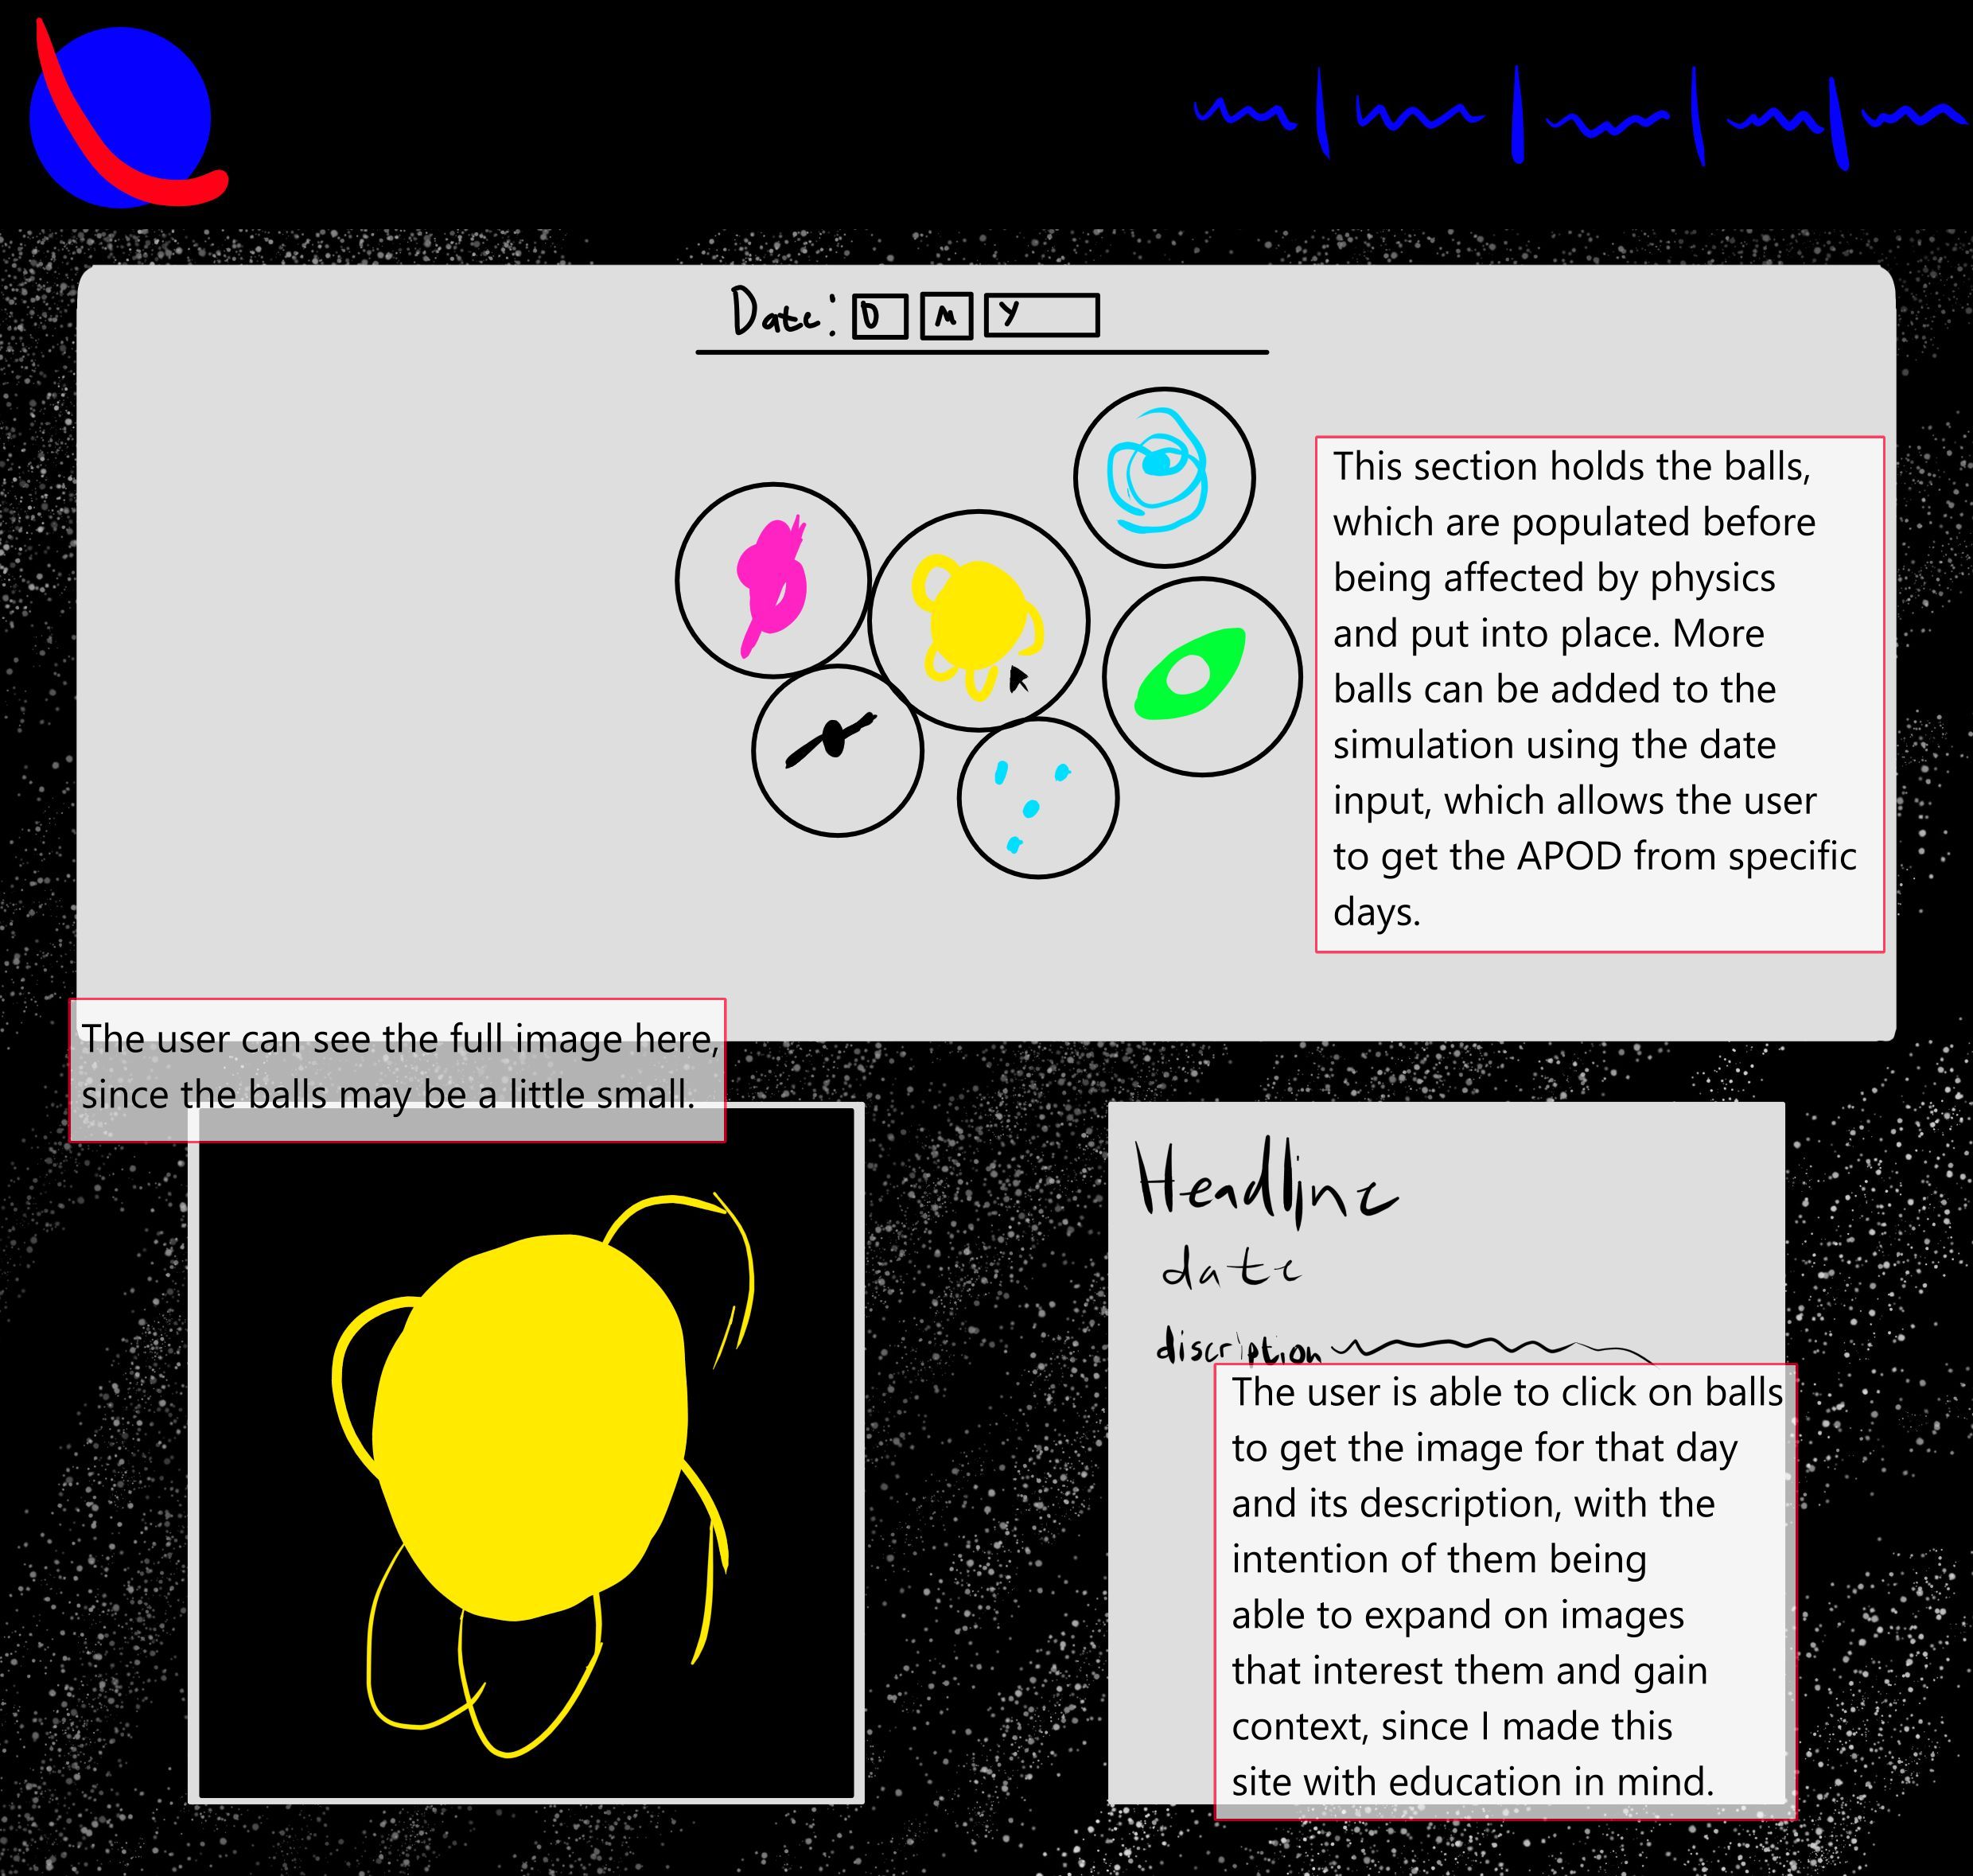 Date: D M Y
This section holds the balls,
which are populated before
being affected by physics
and put into place. More
balls can be added to the
simulation using the date
input, which allows the user
to get the APOD from specific
days.
The user can see the full image here,
since the balls may be a little small.
Headline
date
discription
The user is able to click on balls
to get the image for that day
and its description, with the
intention of them being
able to expand on images
that interest them and gain
context, since I made this
site with education in mind.